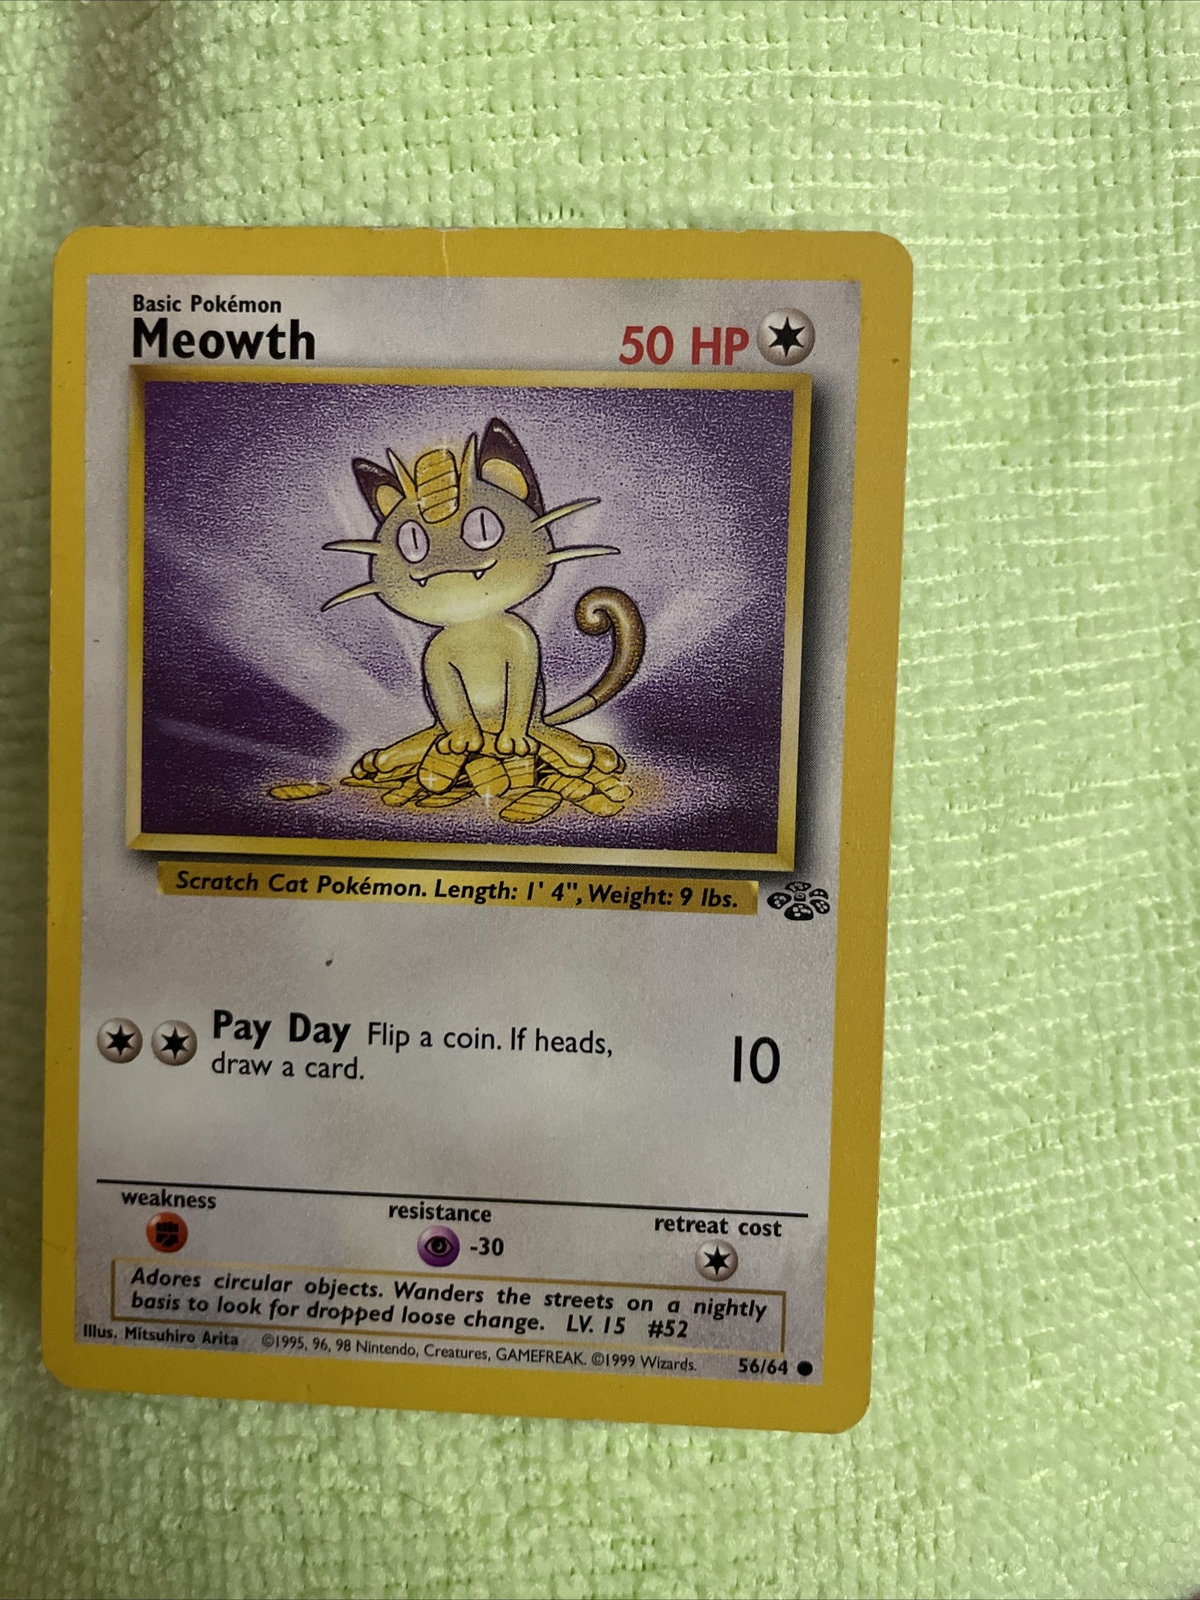 Basic Pokémon
Meowth
50 HP
Scratch Cat Pokémon. Length: 1' 4", Weight: 9 lbs.
Pay Day Flip a coin. If heads,
draw a card.
10
weakness
resistance
retreat cost
-30
Adores circular objects. Wanders the streets on a nightly
basis to look for dropped loose change. LV. 15 #52
Illus. Mitsuhiro Arita ©1995, 96, 98 Nintendo, Creatures, GAMEFREAK. ©1999 Wizards. 56/64